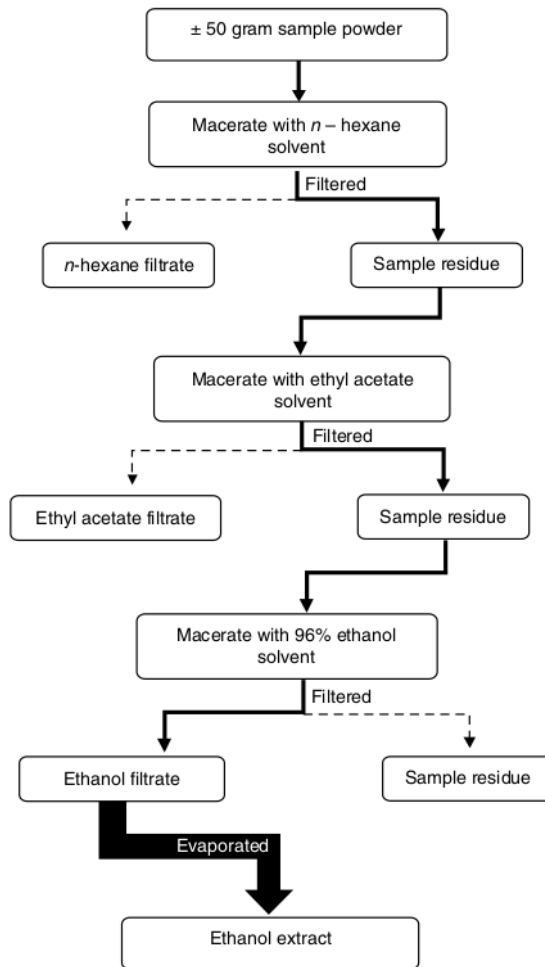 ± 50 gram sample powder
Macerate with n – hexane
solvent
Filtered
n-hexane filtrate
Sample residue
Macerate with ethyl acetate
solvent
Filtered
Ethyl acetate filtrate
Sample residue
Macerate with 96% ethanol
solvent
Filtered
Ethanol filtrate
Sample residue
Evaporated
Ethanol extract